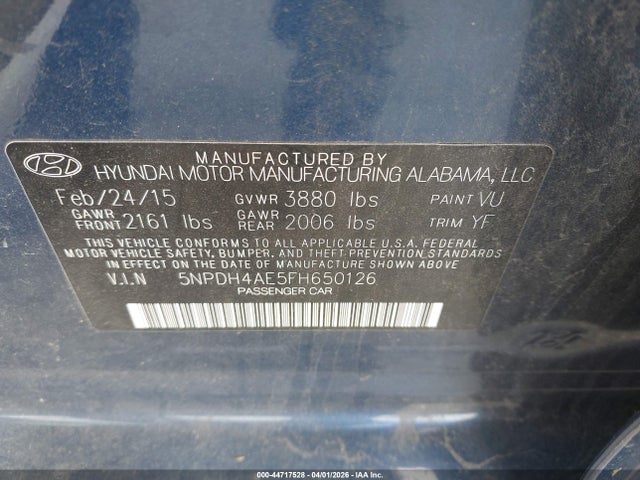 MANUFACTURED BY
HYUNDAI MOTOR MANUFACTURING ALABAMA, LLC
Feb/24/15 GVWR 3880 lbs PAINT VU
GAWR FRONT 2161 lbs GAWR REAR 2006 lbs TRIM YF
THIS VEHICLE CONFORMS TO ALL APPLICABLE U.S.A. FEDERAL
MOTOR VEHICLE SAFETY, BUMPER, AND THEFT PREVENTION STANDARDS
IN EFFECT ON THE DATE OF MANUFACTURE SHOWN ABOVE
V.I.N 5NPDH4AE5FH650126
PASSENGER CAR
000-44717528 - 04/01/2026 - IAA Inc.